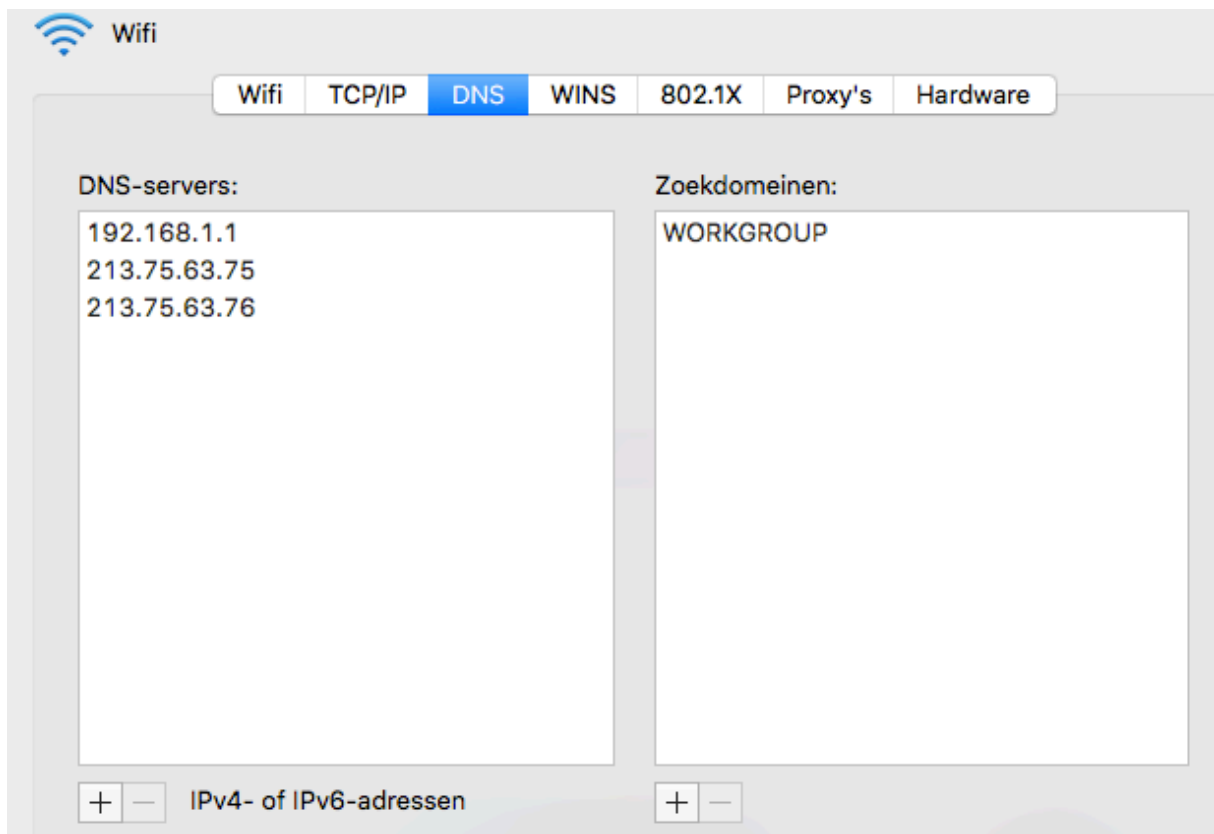 Wifi
Wifi TCP/IP DNS WINS 802.1X Proxy's Hardware
DNS-servers:
192.168.1.1
213.75.63.75
213.75.63.76
Zoekdomeinen:
WORKGROUP
+ − IPv4- of IPv6-adressen
+ −